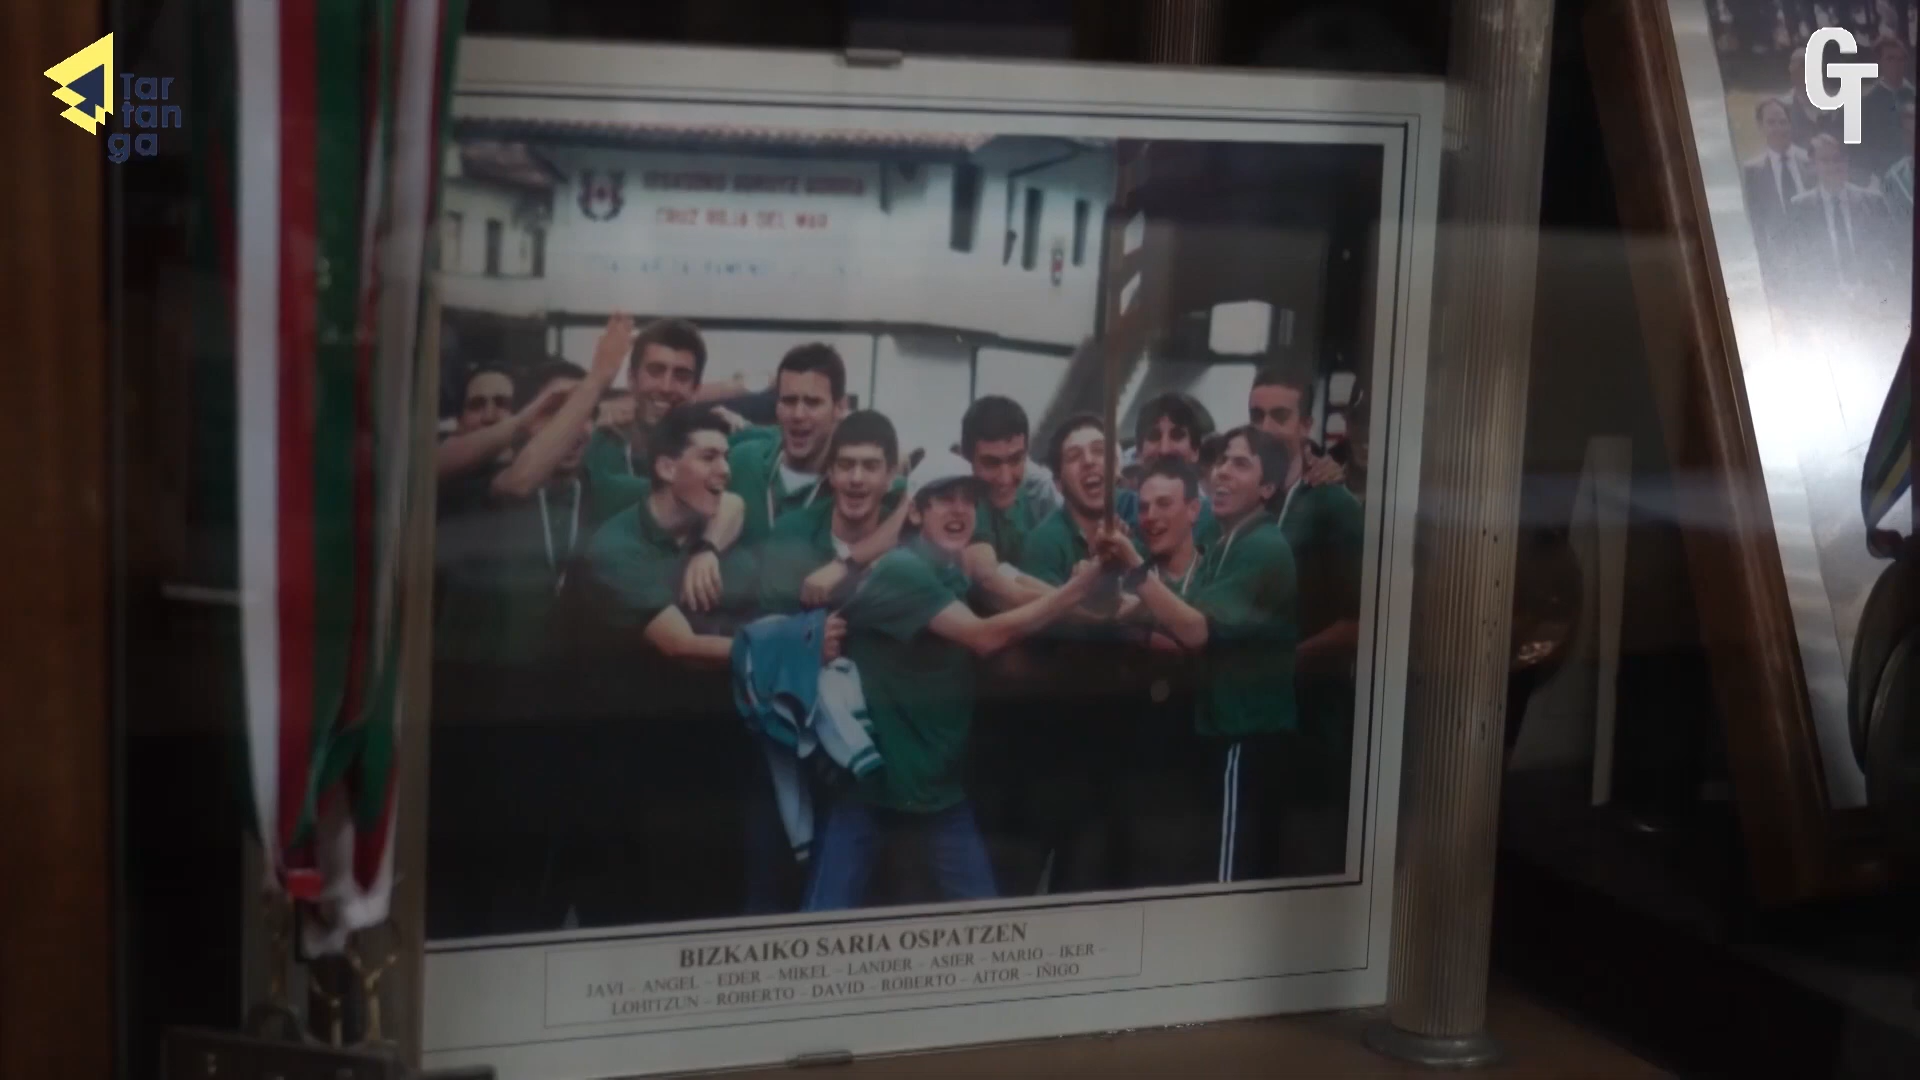 Tar
tan
ga
GT
CRUZ ROJA DEL MAR
BIZKAIKO SARIA OSPATZEN
JAVI – ANGEL – EDER – MIKEL – LANDER – ASIER – MARIO – IKER –
LOHITZUN – ROBERTO – DAVID – ROBERTO – AITOR – IÑIGO